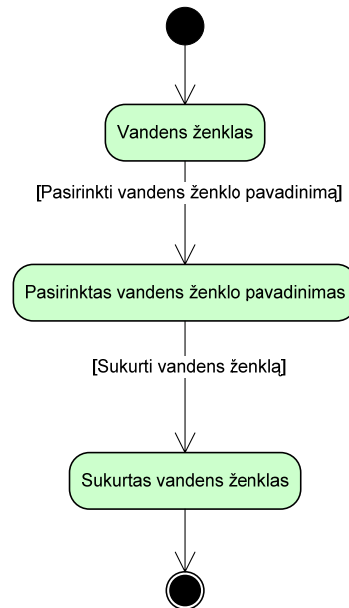 Vandens ženklas
[Pasirinkti vandens ženklo pavadinimą]
Pasirinktas vandens ženklo pavadinimas
[Sukurti vandens ženklą]
Sukurtas vandens ženklas